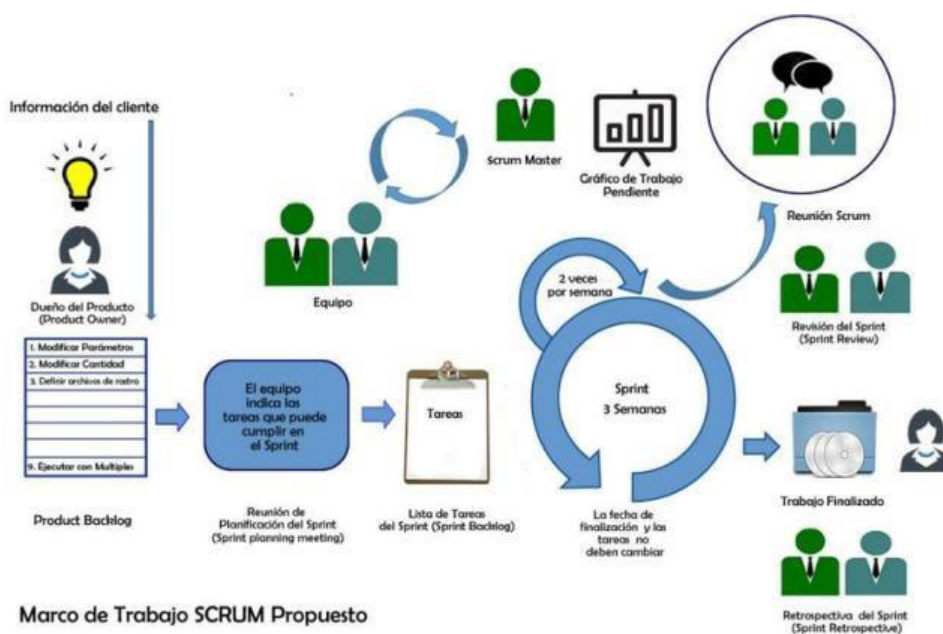 Información del cliente
Dueño del Producto
(Product Owner)
1. Modificar Parámetros
2. Modificar Cantidad
3. Definir archivos de rastro
9. Ejecutar con Multiples
Product Backlog
El equipo
indica las
tareas que puede
cumplir en
el Sprint
Reunión de
Planificación del Sprint
(Sprint planning meeting)
Equipo
Scrum Master
Gráfico de Trabajo
Pendiente
Tareas
Lista de Tareas
del Sprint (Sprint Backlog)
2 veces
por semana
Sprint
3 Semanas
La fecha de
finalización y las
tareas no
deben cambiar
Reunión Scrum
Revisión del Sprint
(Sprint Review)
Trabajo Finalizado
Retrospectiva del Sprint
(Sprint Retrospective)
Marco de Trabajo SCRUM Propuesto